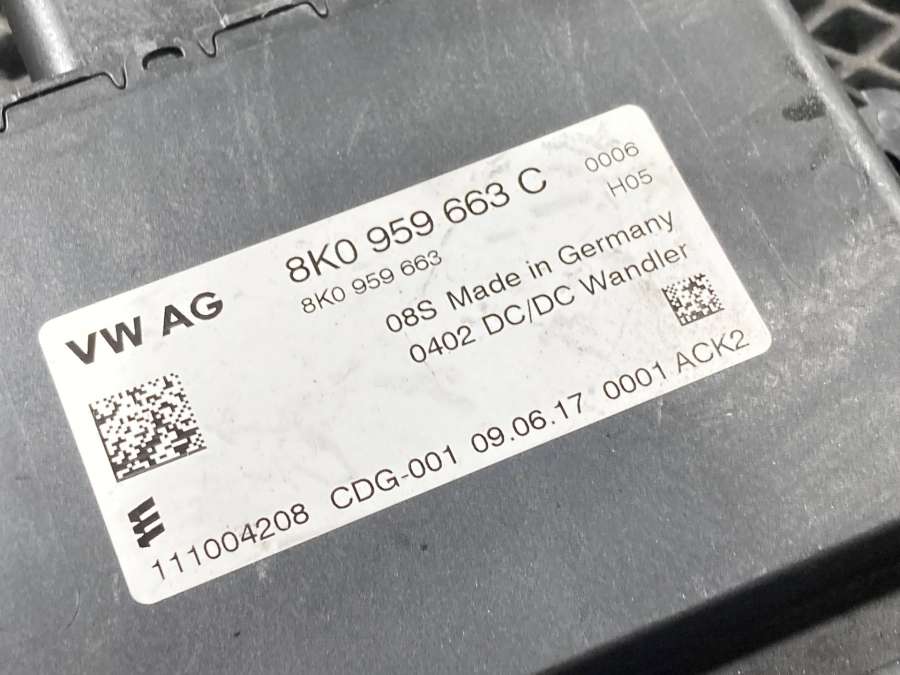 VW AG
8K0 959 663 C 0006
8K0 959 663 H05
08S Made in Germany
0402 DC/DC Wandler
111004208 CDG-001 09.06.17 0001 ACK2